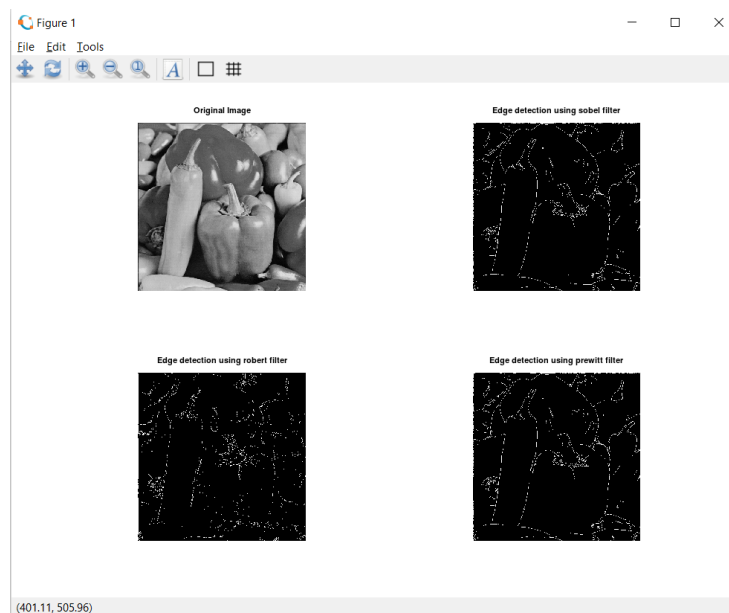 Figure 1
File Edit Tools
A
Original Image
Edge detection using sobel filter
Edge detection using robert filter
Edge detection using prewitt filter
(401.11, 505.96)